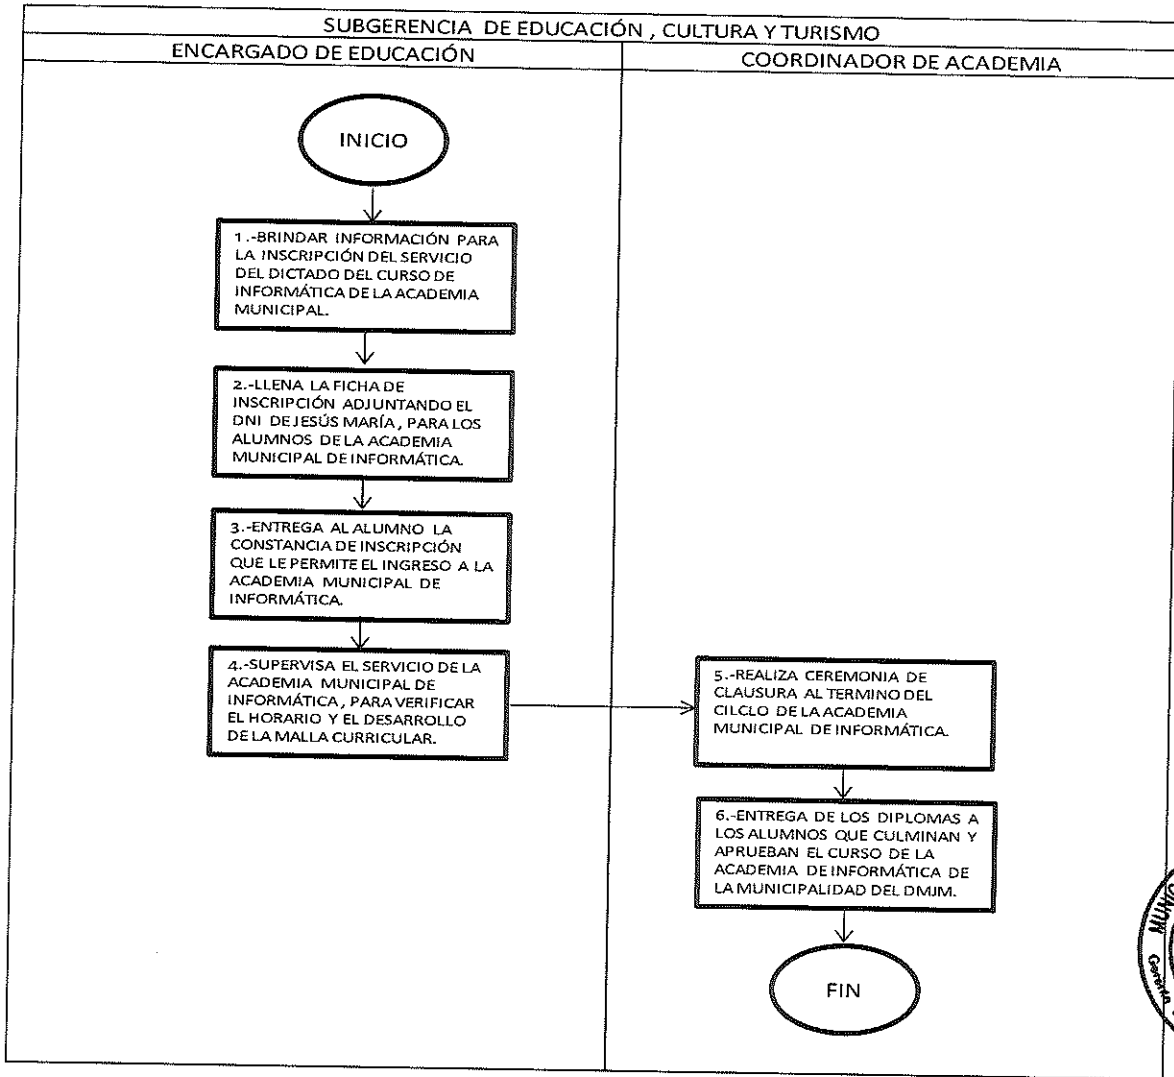 SUBGERENCIA DE EDUCACIÓN , CULTURA Y TURISMO
ENCARGADO DE EDUCACIÓN
COORDINADOR DE ACADEMIA
INICIO
1.-BRINDAR INFORMACIÓN PARA
LA INSCRIPCIÓN DEL SERVICIO
DEL DICTADO DEL CURSO DE
INFORMÁTICA DE LA ACADEMIA
MUNICIPAL.
2.-LLENA LA FICHA DE
INSCRIPCIÓN ADJUNTANDO EL
DNI DE JESÚS MARÍA , PARA LOS
ALUMNOS DE LA ACADEMIA
MUNICIPAL DE INFORMÁTICA.
3.-ENTREGA AL ALUMNO LA
CONSTANCIA DE INSCRIPCIÓN
QUE LE PERMITE EL INGRESO A LA
ACADEMIA MUNICIPAL DE
INFORMÁTICA.
4.-SUPERVISA EL SERVICIO DE LA
ACADEMIA MUNICIPAL DE
INFORMÁTICA , PARA VERIFICAR
EL HORARIO Y EL DESARROLLO
DE LA MALLA CURRICULAR.
5.-REALIZA CEREMONIA DE
CLAUSURA AL TERMINO DEL
CILCLO DE LA ACADEMIA
MUNICIPAL DE INFORMÁTICA.
6.-ENTREGA DE LOS DIPLOMAS A
LOS ALUMNOS QUE CULMINAN Y
APRUEBAN EL CURSO DE LA
ACADEMIA DE INFORMÁTICA DE
LA MUNICIPALIDAD DEL DMJM.
FIN